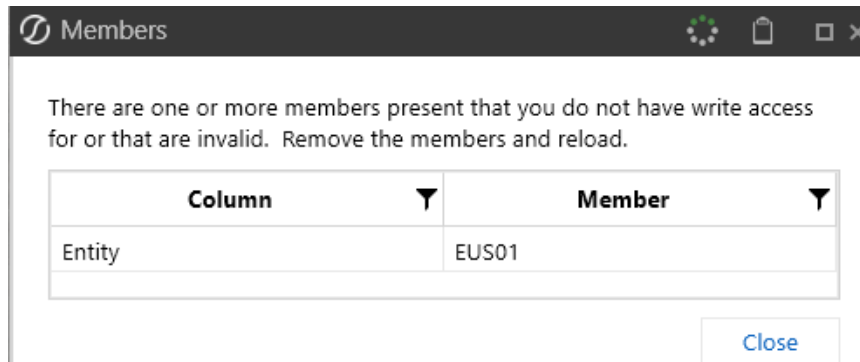 Members
There are one or more members present that you do not have write access
for or that are invalid. Remove the members and reload.
Column Member
Entity EUS01
Close